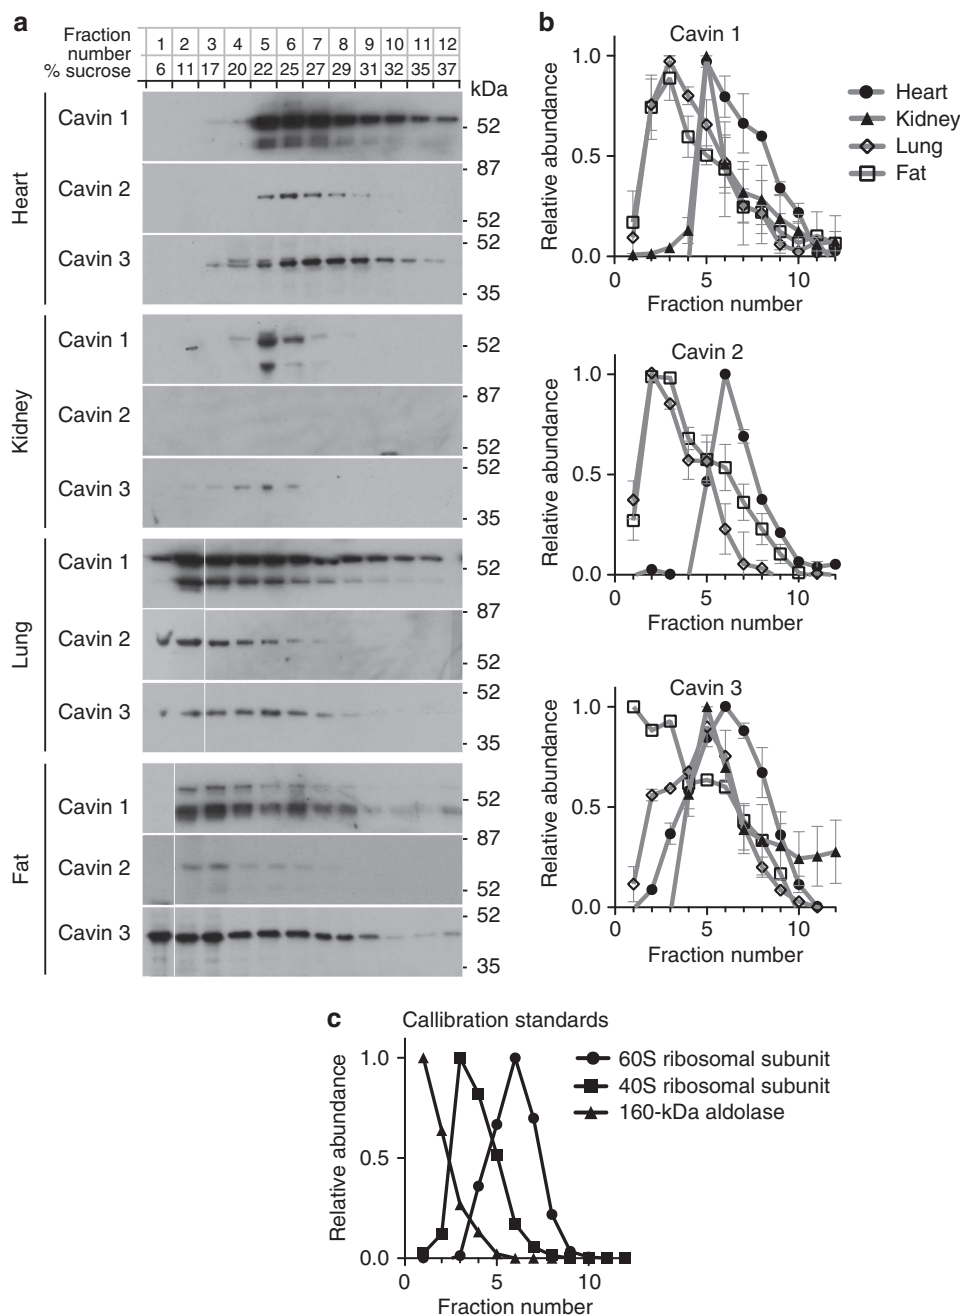 a
Fraction number 1 2 3 4 5 6 7 8 9 10 11 12
% sucrose 6 11 17 20 22 25 27 29 31 32 35 37
kDa
Heart
Cavin 1
52
87
Cavin 2
52
52
Cavin 3
35
Kidney
Cavin 1
52
87
Cavin 2
52
52
Cavin 3
35
Lung
Cavin 1
52
87
Cavin 2
52
52
Cavin 3
35
Fat
Cavin 1
52
87
Cavin 2
52
52
Cavin 3
35
b
Cavin 1
Relative abundance
1.0
0.5
0.0
0 5 10
Fraction number
Heart
Kidney
Lung
Fat
Cavin 2
Relative abundance
1.0
0.5
0.0
0 5 10
Fraction number
Cavin 3
Relative abundance
1.0
0.5
0.0
0 5 10
Fraction number
c
Callibration standards
Relative abundance
1.0
0.5
0.0
0 5 10
Fraction number
60S ribosomal subunit
40S ribosomal subunit
160-kDa aldolase